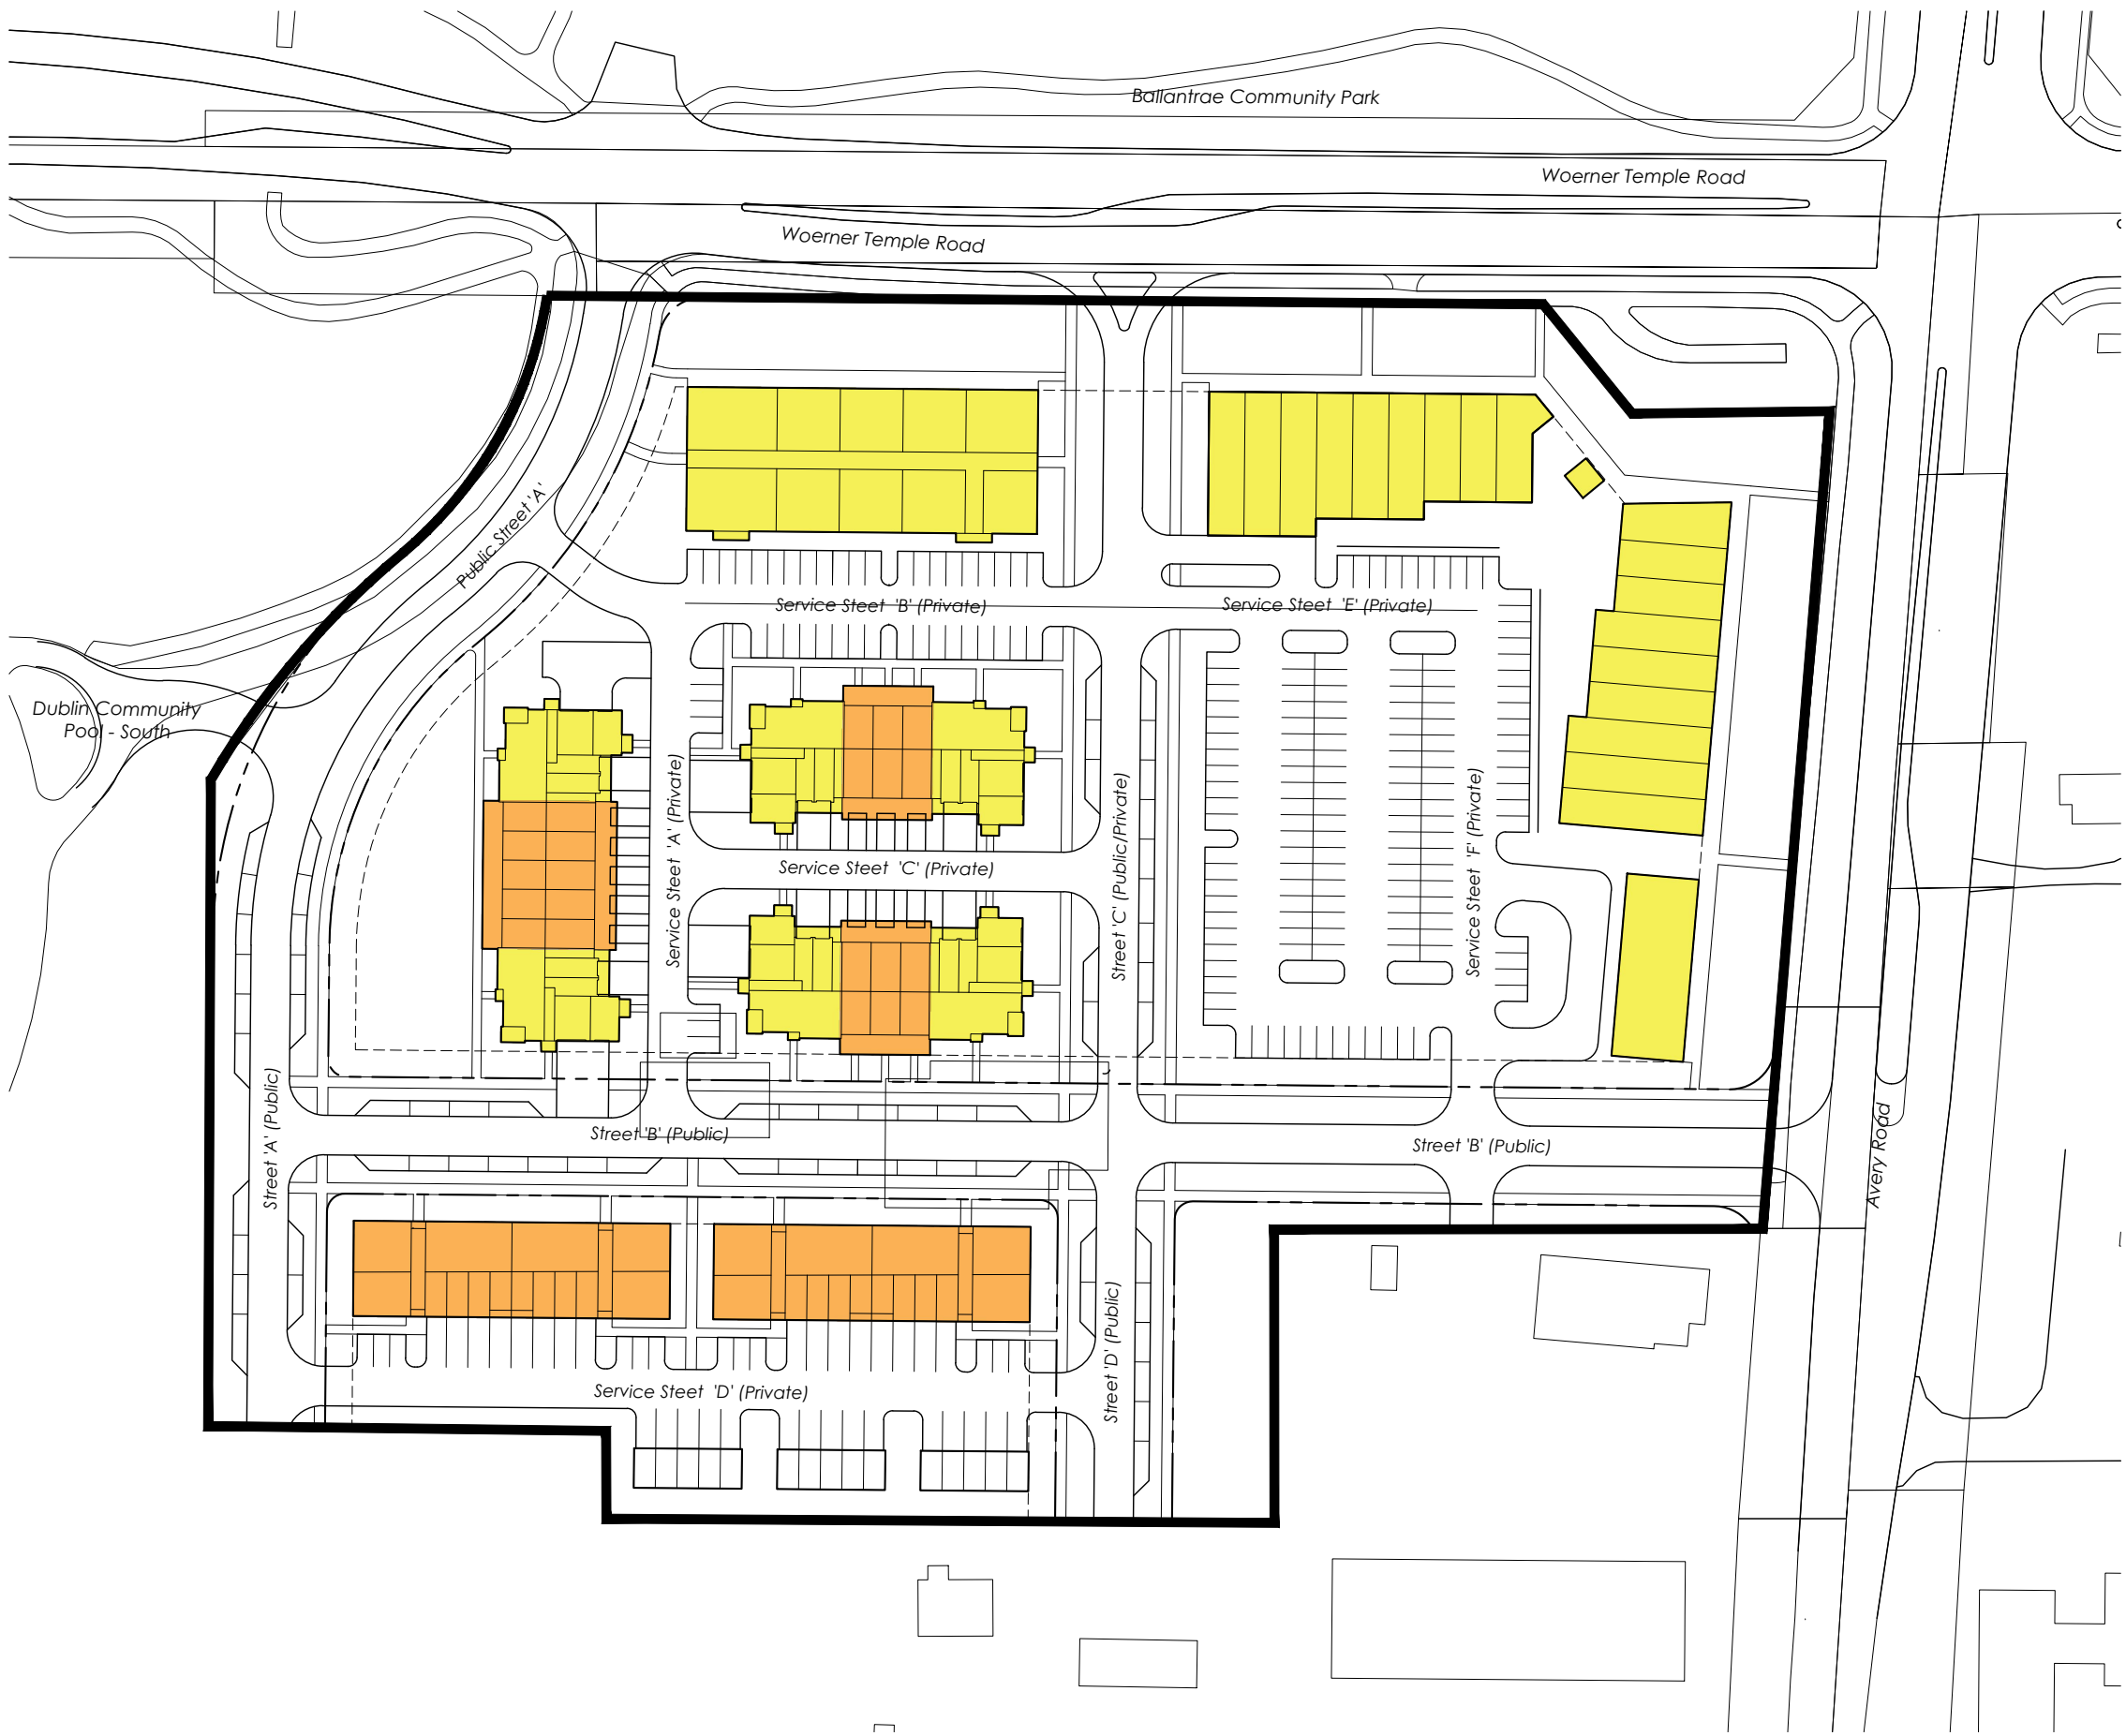 Ballantrae Community Park
Woerner Temple Road
Woerner Temple Road
Public Street 'A'
Service Steet 'B' (Private)
Service Steet 'E' (Private)
Dublin Community
Pool - South
Service Steet 'A' (Private)
Street 'C' (Public/Private)
Service Steet 'F' (Private)
Service Steet 'C' (Private)
Street 'A' (Public)
Street 'B' (Public)
Street 'B' (Public)
Avery Road
Street 'D' (Public)
Service Steet 'D' (Private)